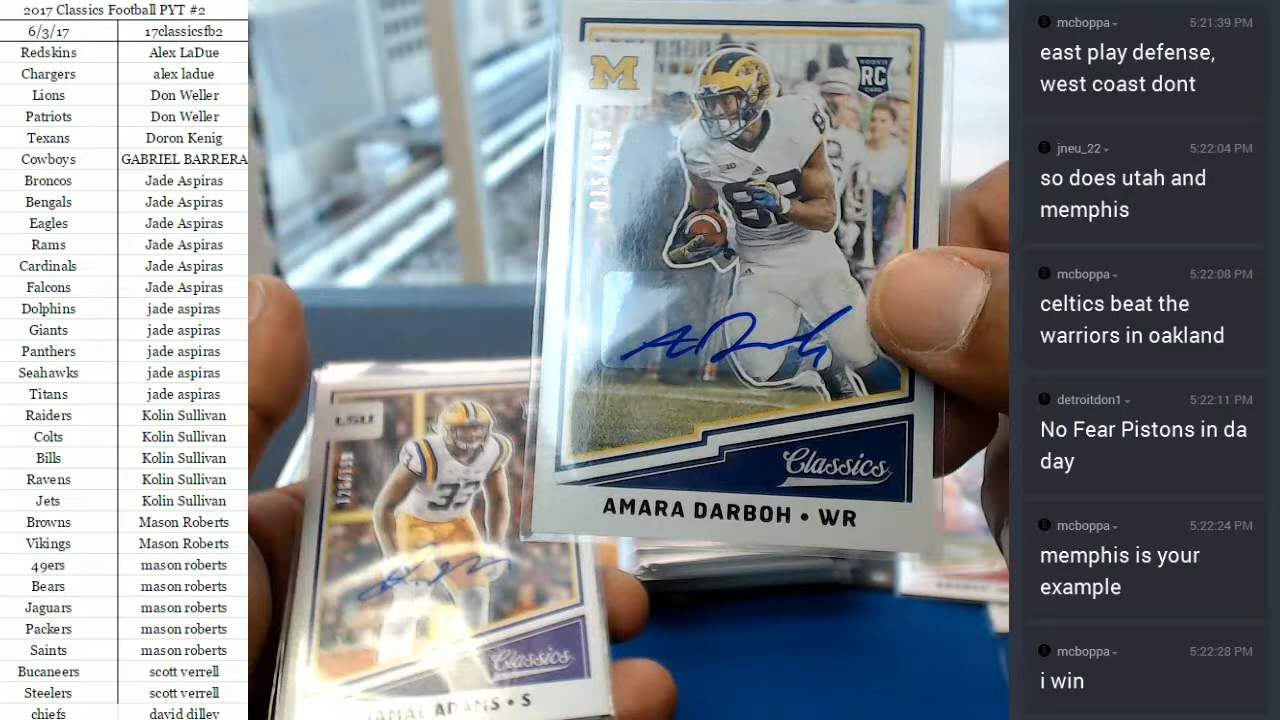 2017 Classics Football PYT #2
6/3/17 17classicsfb2
Redskins Alex LaDue
Chargers alex ladue
Lions Don Weller
Patriots Don Weller
Texans Doron Kenig
Cowboys GABRIEL BARRERA
Broncos Jade Aspiras
Bengals Jade Aspiras
Eagles Jade Aspiras
Rams Jade Aspiras
Cardinals Jade Aspiras
Falcons Jade Aspiras
Dolphins jade aspiras
Giants jade aspiras
Panthers jade aspiras
Seahawks jade aspiras
Titans jade aspiras
Raiders Kolin Sullivan
Colts Kolin Sullivan
Bills Kolin Sullivan
Ravens Kolin Sullivan
Jets Kolin Sullivan
Browns Mason Roberts
Vikings Mason Roberts
49ers mason roberts
Bears mason roberts
Jaguars mason roberts
Packers mason roberts
Saints mason roberts
Bucaneers scott verrell
Steelers scott verrell
chiefs david dilley
M
ROOKIE
RC
CARD
Classics
AMARA DARBOH • WR
LSU
33
Classics
JAMAL ADAMS • S
mcboppa 5:21:39 PM
east play defense,
west coast dont
jneu_22 5:22:04 PM
so does utah and
memphis
mcboppa 5:22:08 PM
celtics beat the
warriors in oakland
detroitdon1 5:22:11 PM
No Fear Pistons in da
day
mcboppa 5:22:24 PM
memphis is your
example
mcboppa 5:22:28 PM
i win